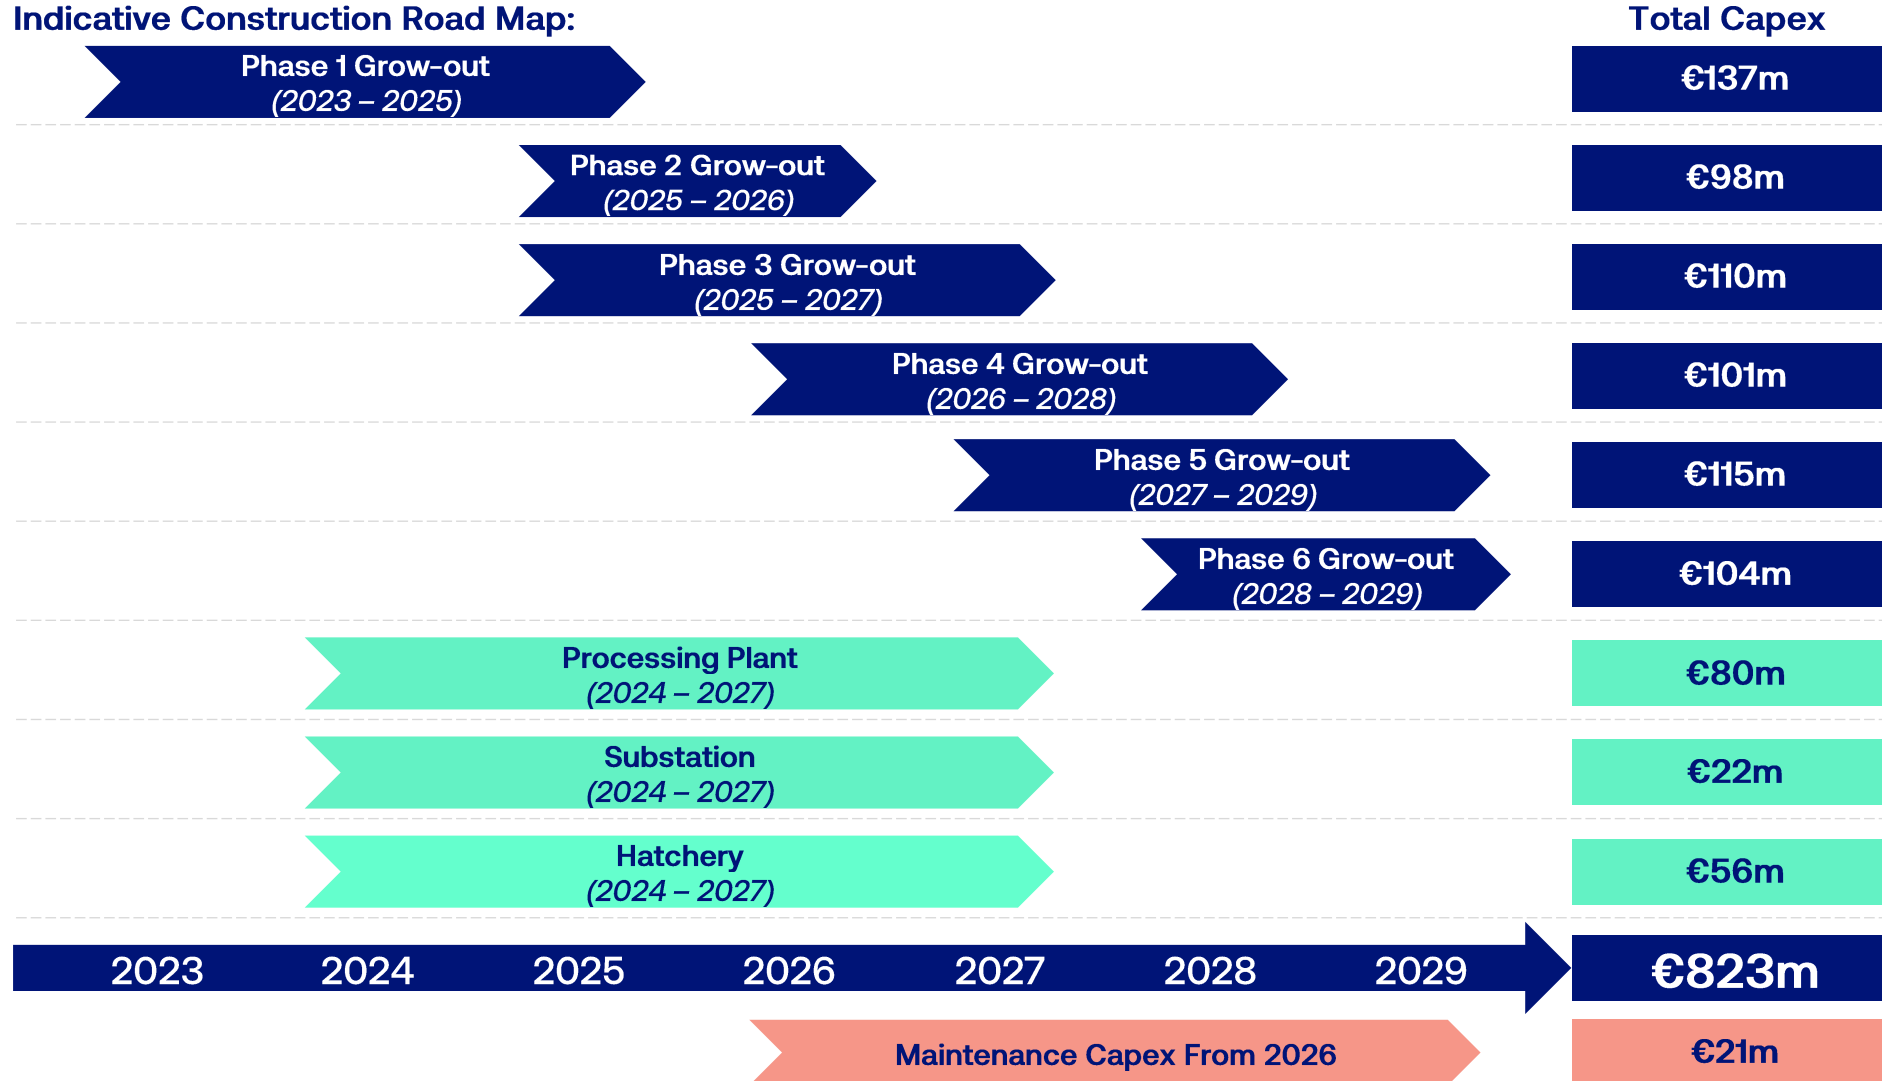 Indicative Construction Road Map:
Total Capex
Phase 1 Grow-out
(2023 – 2025)
€137m
Phase 2 Grow-out
(2025 – 2026)
€98m
Phase 3 Grow-out
(2025 – 2027)
€110m
Phase 4 Grow-out
(2026 – 2028)
€101m
Phase 5 Grow-out
(2027 – 2029)
€115m
Phase 6 Grow-out
(2028 – 2029)
€104m
Processing Plant
(2024 – 2027)
€80m
Substation
(2024 – 2027)
€22m
Hatchery
(2024 – 2027)
€56m
2023 2024 2025 2026 2027 2028 2029
€823m
Maintenance Capex From 2026
€21m